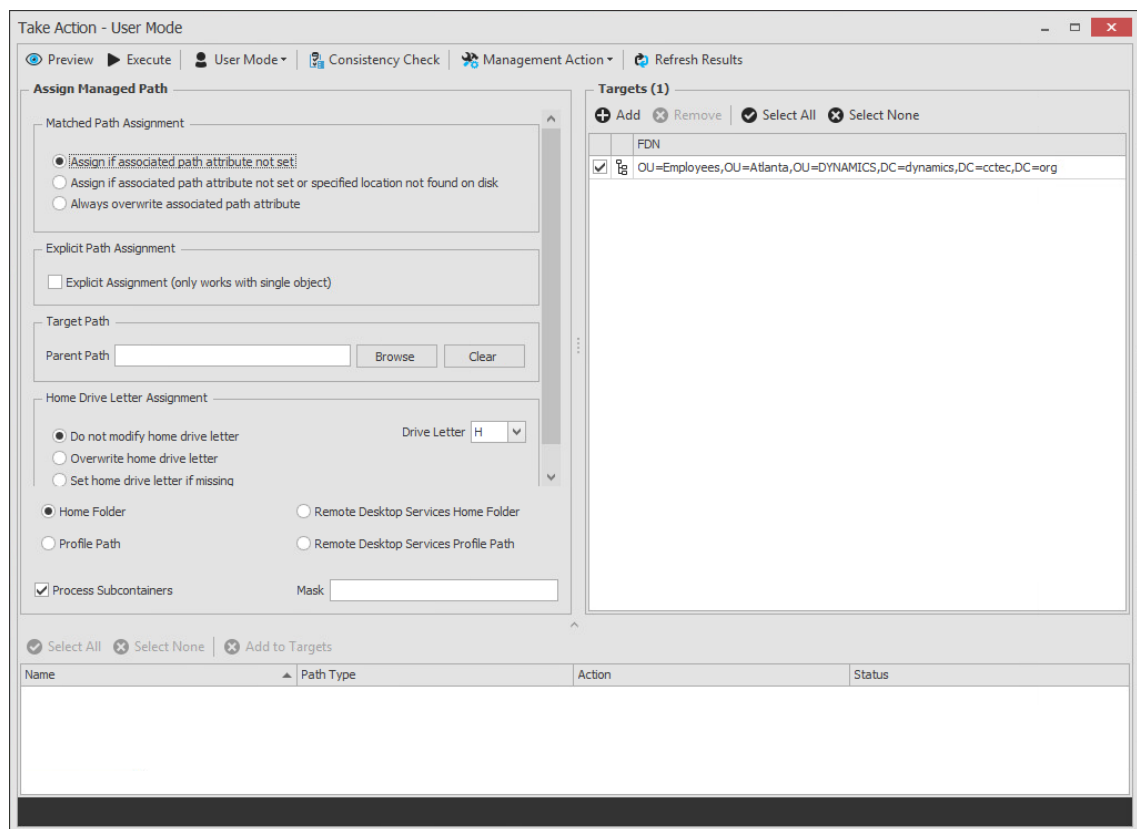 Take Action - User Mode
Preview Execute User Mode Consistency Check Management Action Refresh Results
Assign Managed Path
Matched Path Assignment
Assign if associated path attribute not set
Assign if associated path attribute not set or specified location not found on disk
Always overwrite associated path attribute
Explicit Path Assignment
Explicit Assignment (only works with single object)
Target Path
Parent Path Browse Clear
Home Drive Letter Assignment
Do not modify home drive letter Drive Letter H
Overwrite home drive letter
Set home drive letter if missing
Home Folder Remote Desktop Services Home Folder
Profile Path Remote Desktop Services Profile Path
Process Subcontainers Mask
Targets (1)
Add Remove Select All Select None
FDN
OU=Employees,OU=Atlanta,OU=DYNAMICS,DC=dynamics,DC=cctec,DC=org
Select All Select None Add to Targets
Name Path Type Action Status